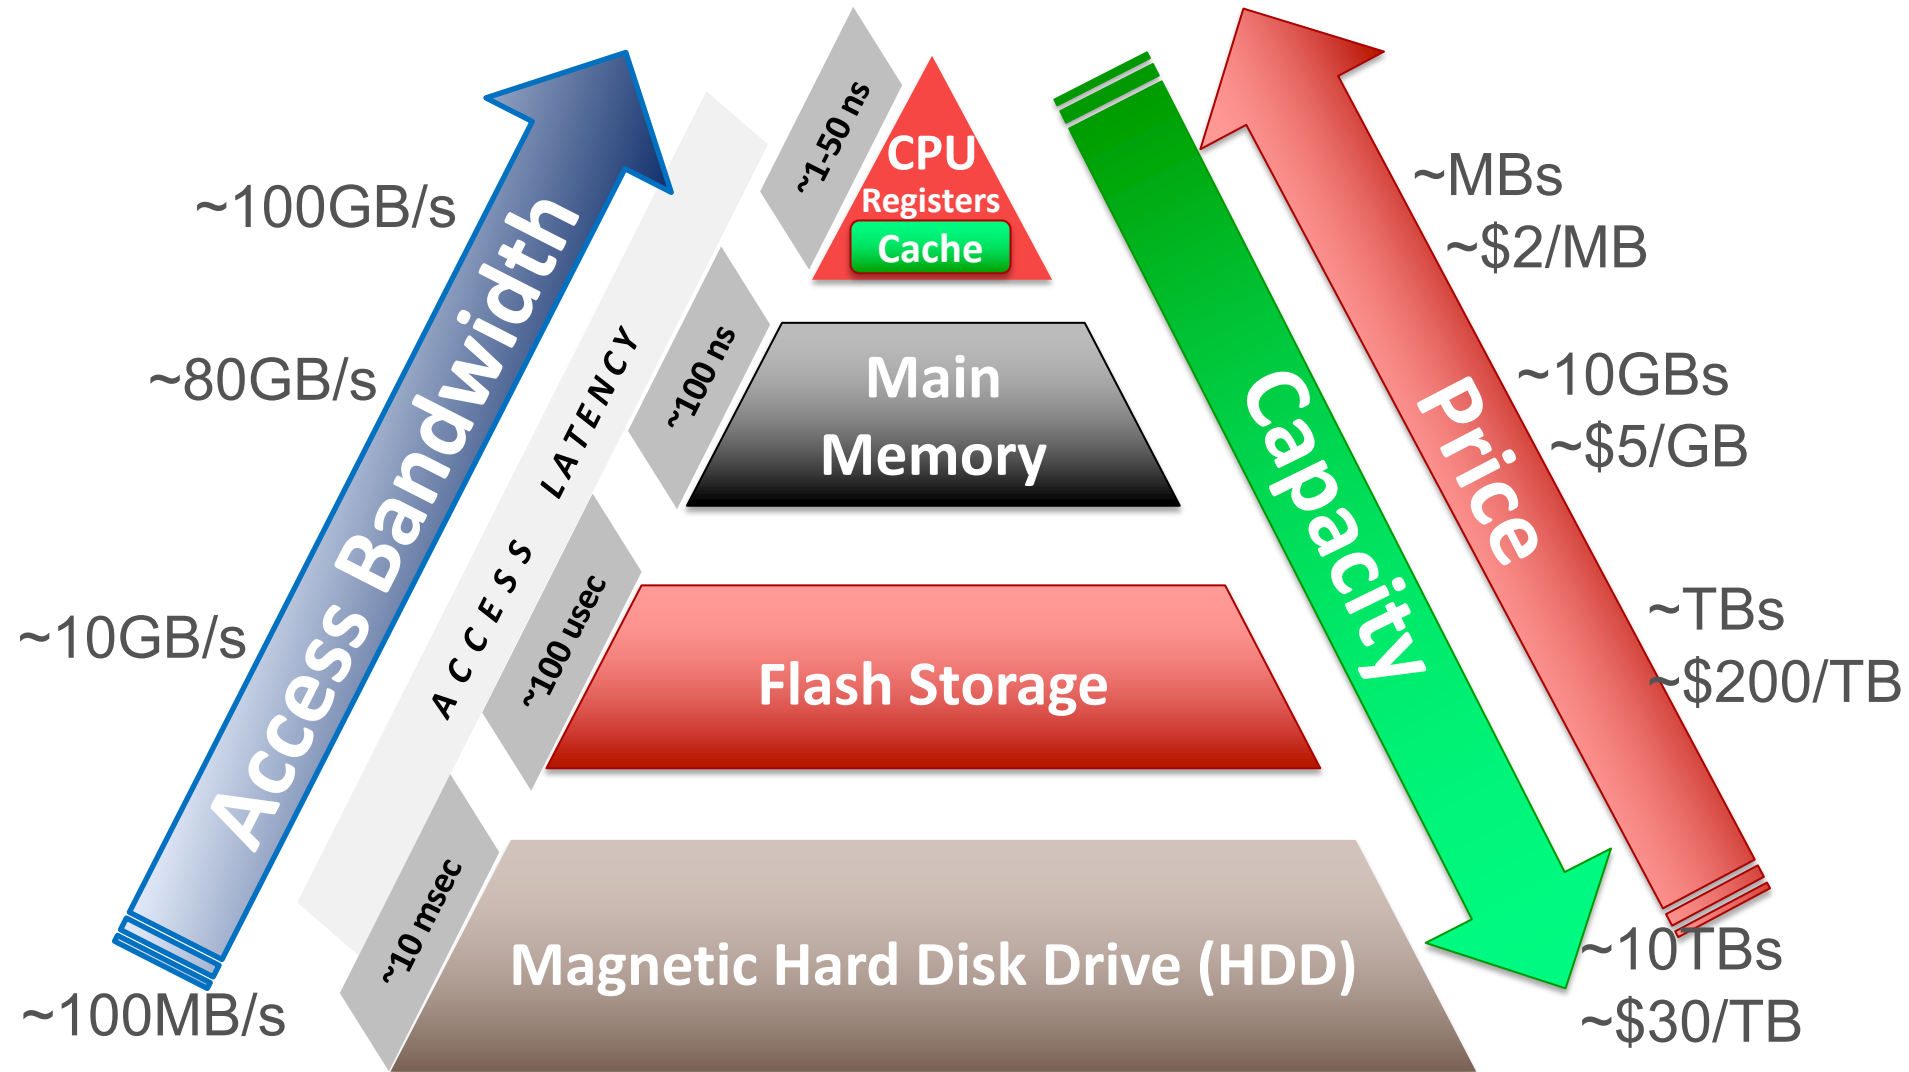 ~1-50 ns
CPU
Registers
Cache
~MBs
~$2/MB
~100GB/s
Access Bandwidth
ACCESS LATENCY
~100 ns
Main
Memory
Capacity
Price
~10GBs
~$5/GB
~80GB/s
~100 usec
Flash Storage
~TBs
~$200/TB
~10GB/s
~10 msec
Magnetic Hard Disk Drive (HDD)
~10TBs
~$30/TB
~100MB/s